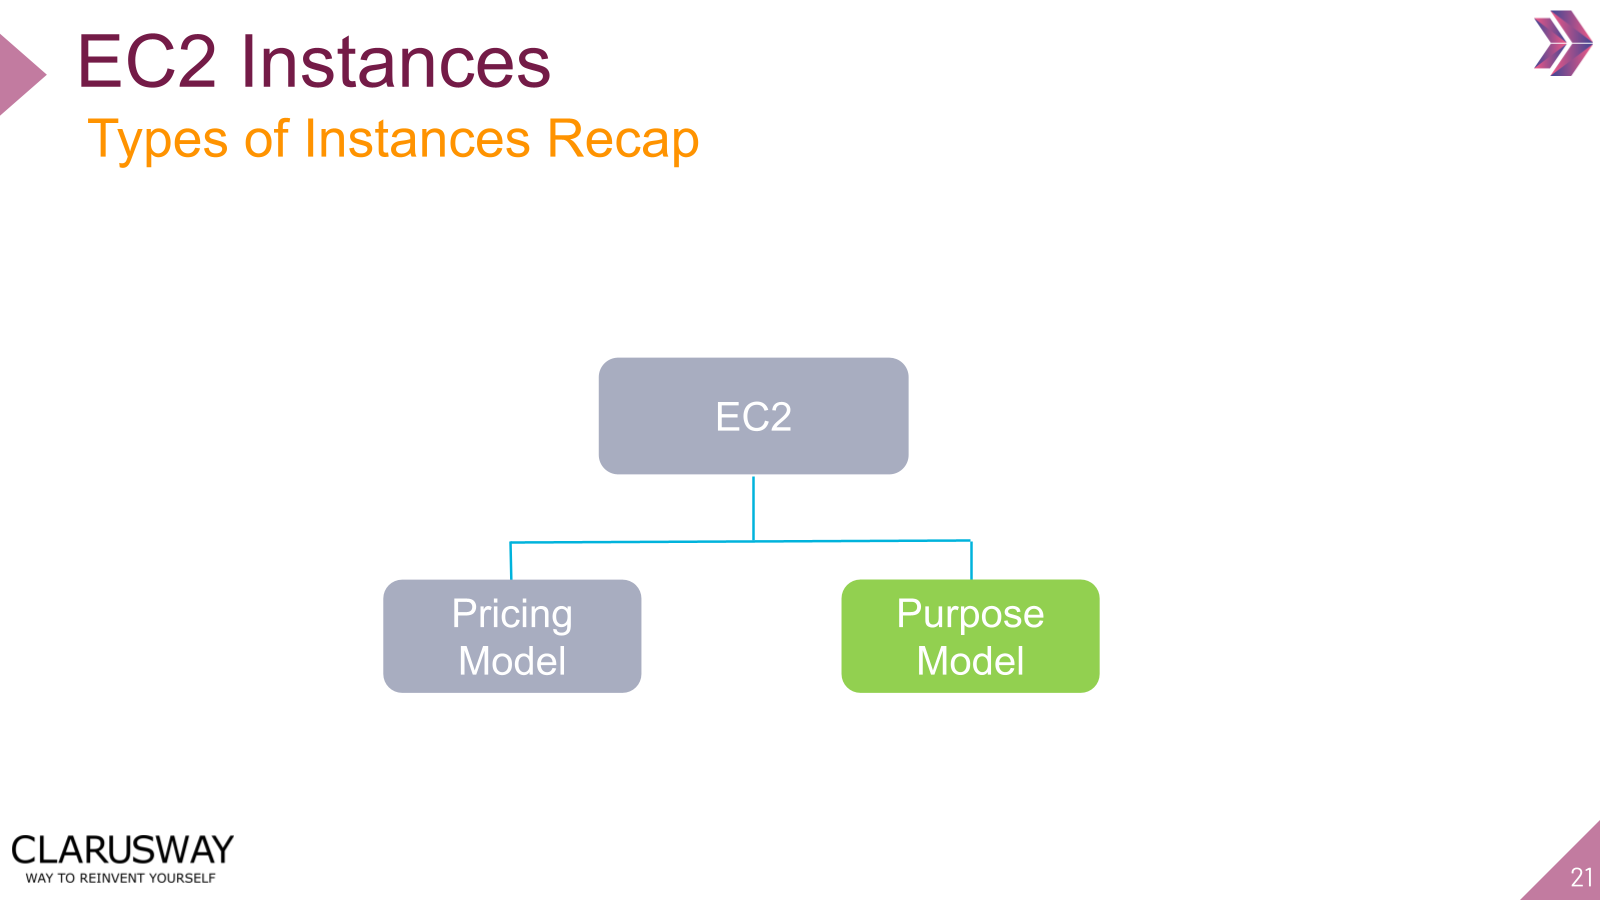 EC2 Instances
Types of Instances Recap
EC2
Pricing
Model
Purpose
Model
CLARUSWAY
WAY TO REINVENT YOURSELF
21